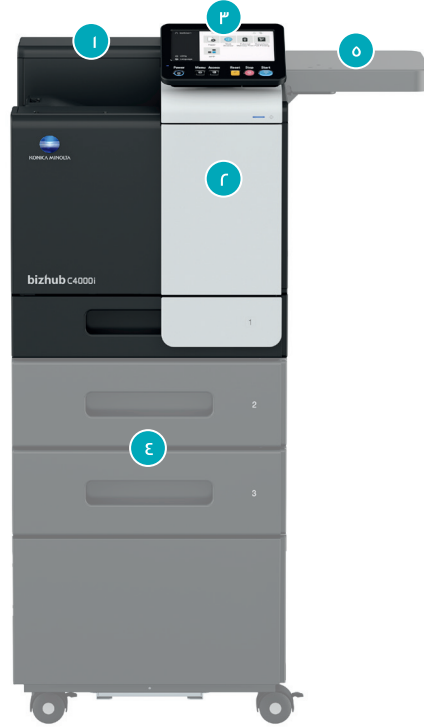 ٣
١
٥
Power Menu Access Reset Stop Start
KONICA MINOLTA
٢
bizhub C4000i
1
2
٤
3